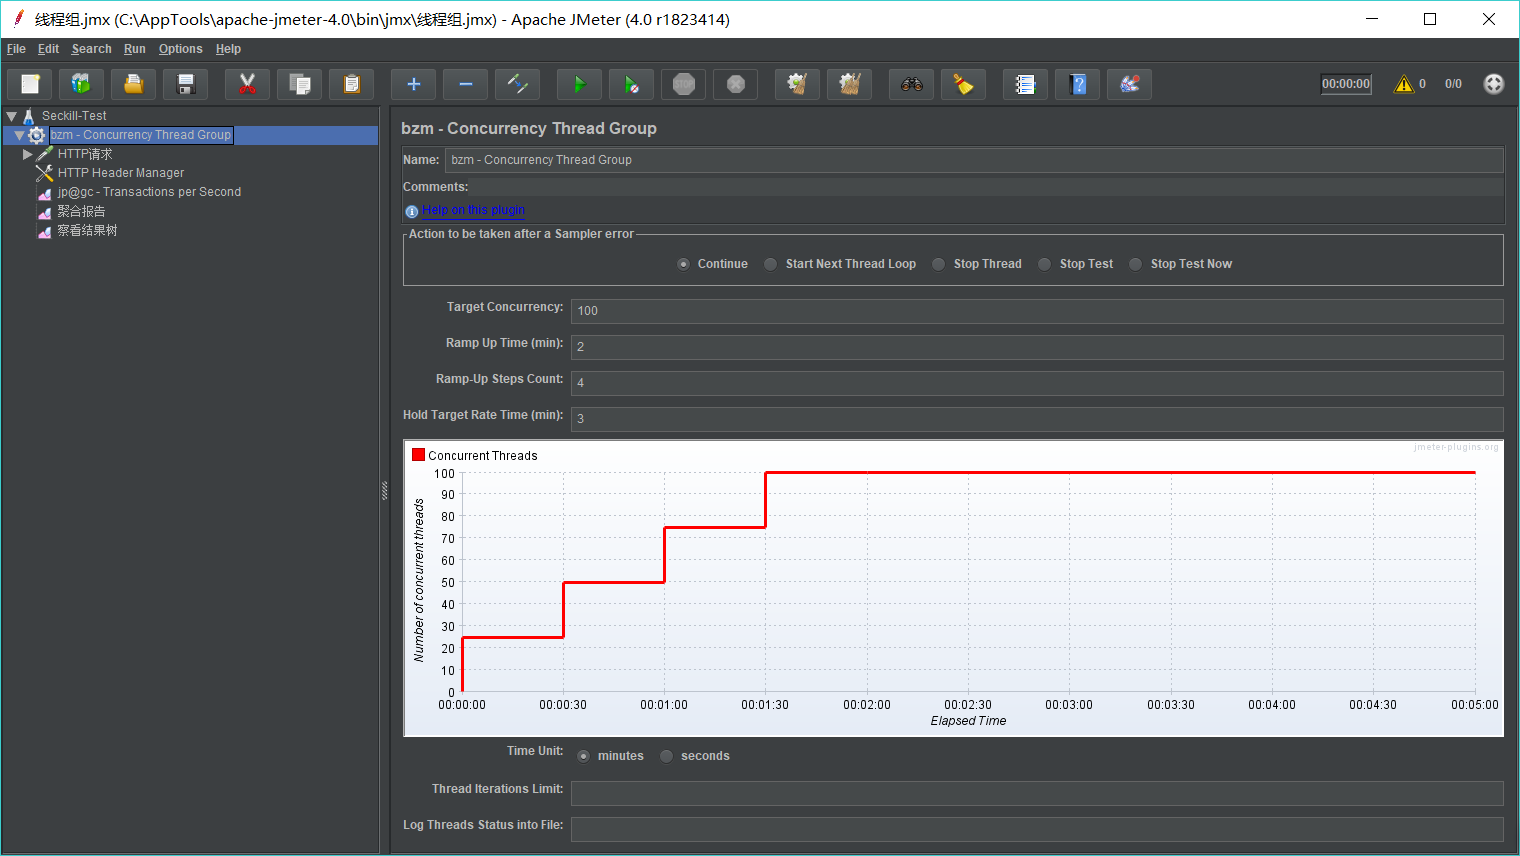 线程组.jmx (C:\AppTools\apache-jmeter-4.0\bin\jmx\线程组.jmx) - Apache JMeter (4.0 r1823414)
File Edit Search Run Options Help
00:00:00 0 0/0
Seckill-Test
bzm - Concurrency Thread Group
HTTP请求
HTTP Header Manager
jp@gc - Transactions per Second
聚合报告
察看结果树
bzm - Concurrency Thread Group
Name: bzm - Concurrency Thread Group
Comments:
Help on this plugin
Action to be taken after a Sampler error
Continue Start Next Thread Loop Stop Thread Stop Test Stop Test Now
Target Concurrency: 100
Ramp Up Time (min): 2
Ramp-Up Steps Count: 4
Hold Target Rate Time (min): 3
jmeter-plugins.org
Concurrent Threads
Number of concurrent threads
100
90
80
70
60
50
40
30
20
10
0
00:00:00 00:00:30 00:01:00 00:01:30 00:02:00 00:02:30 00:03:00 00:03:30 00:04:00 00:04:30 00:05:00
Elapsed Time
Time Unit: minutes seconds
Thread Iterations Limit:
Log Threads Status into File: